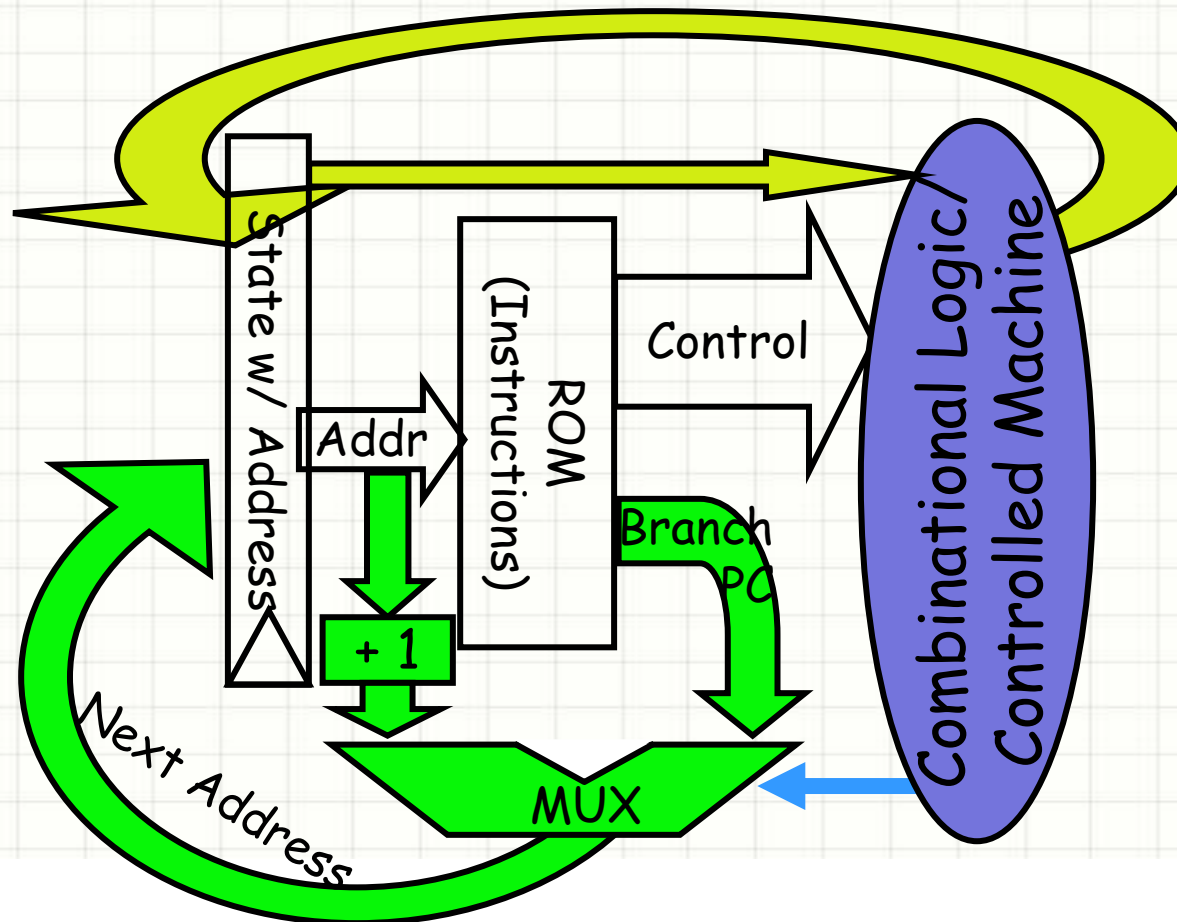 State w/ Address
Addr
+ 1
ROM
(Instructions)
Control
Branch
PC
MUX
Next Address
Combinational Logic/
Controlled Machine